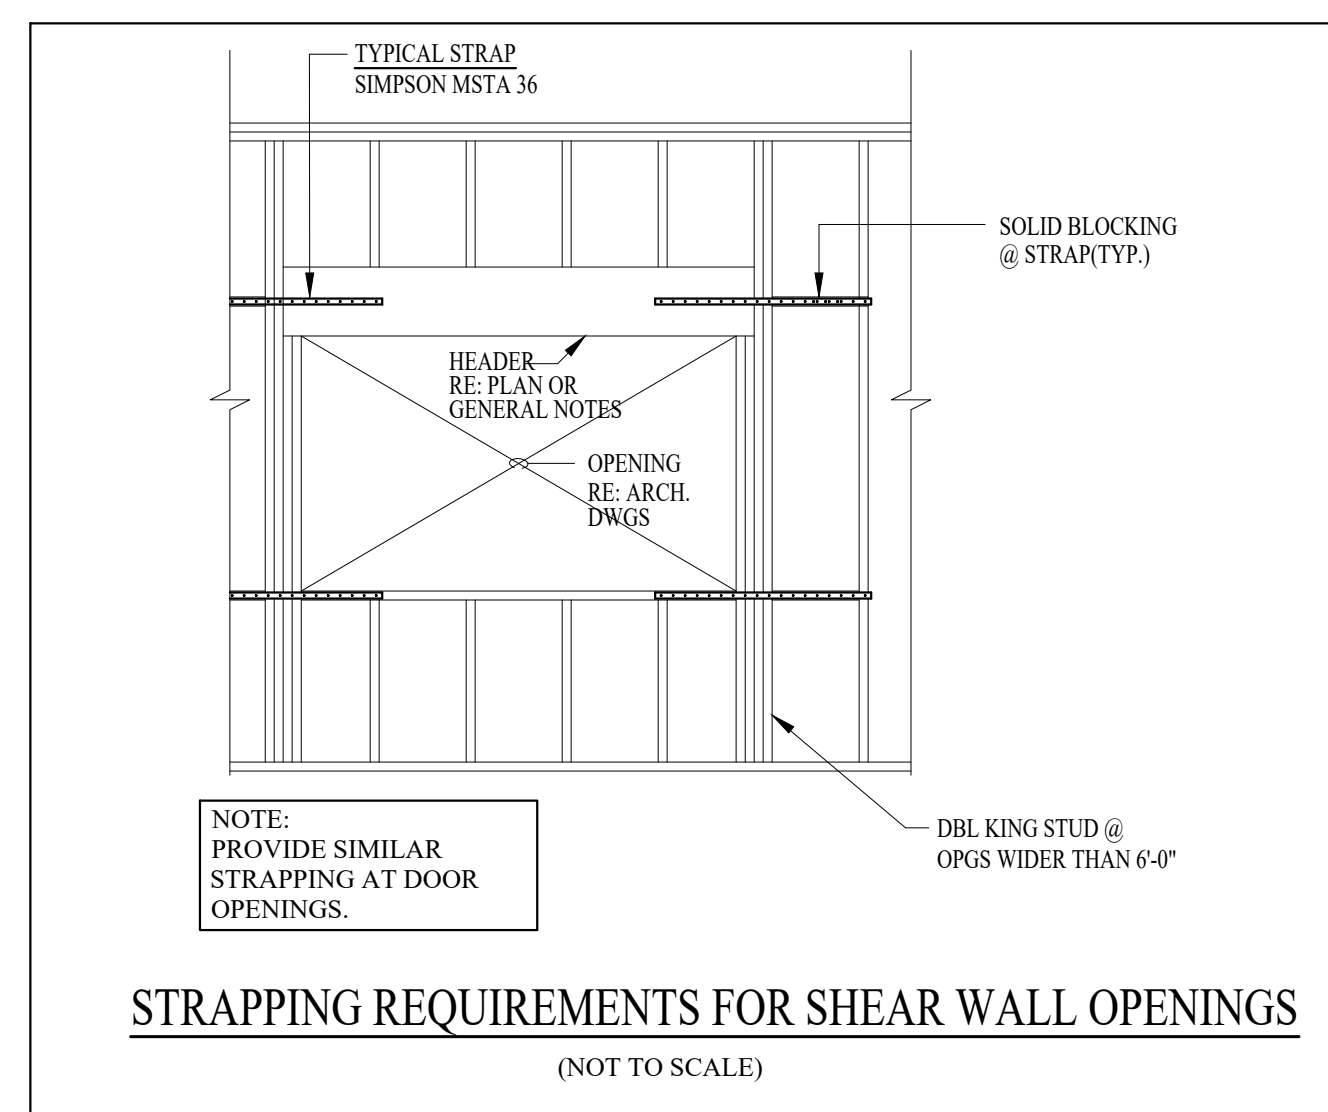 TYPICAL STRAP
SIMPSON MSTA 36
SOLID BLOCKING
@ STRAP(TYP.)
HEADER
RE: PLAN OR
GENERAL NOTES
OPENING
RE: ARCH.
DWGS
DBL KING STUD @
OPGS WIDER THAN 6'-0"
NOTE:
PROVIDE SIMILAR
STRAPPING AT DOOR
OPENINGS.
STRAPPING REQUIREMENTS FOR SHEAR WALL OPENINGS
(NOT TO SCALE)